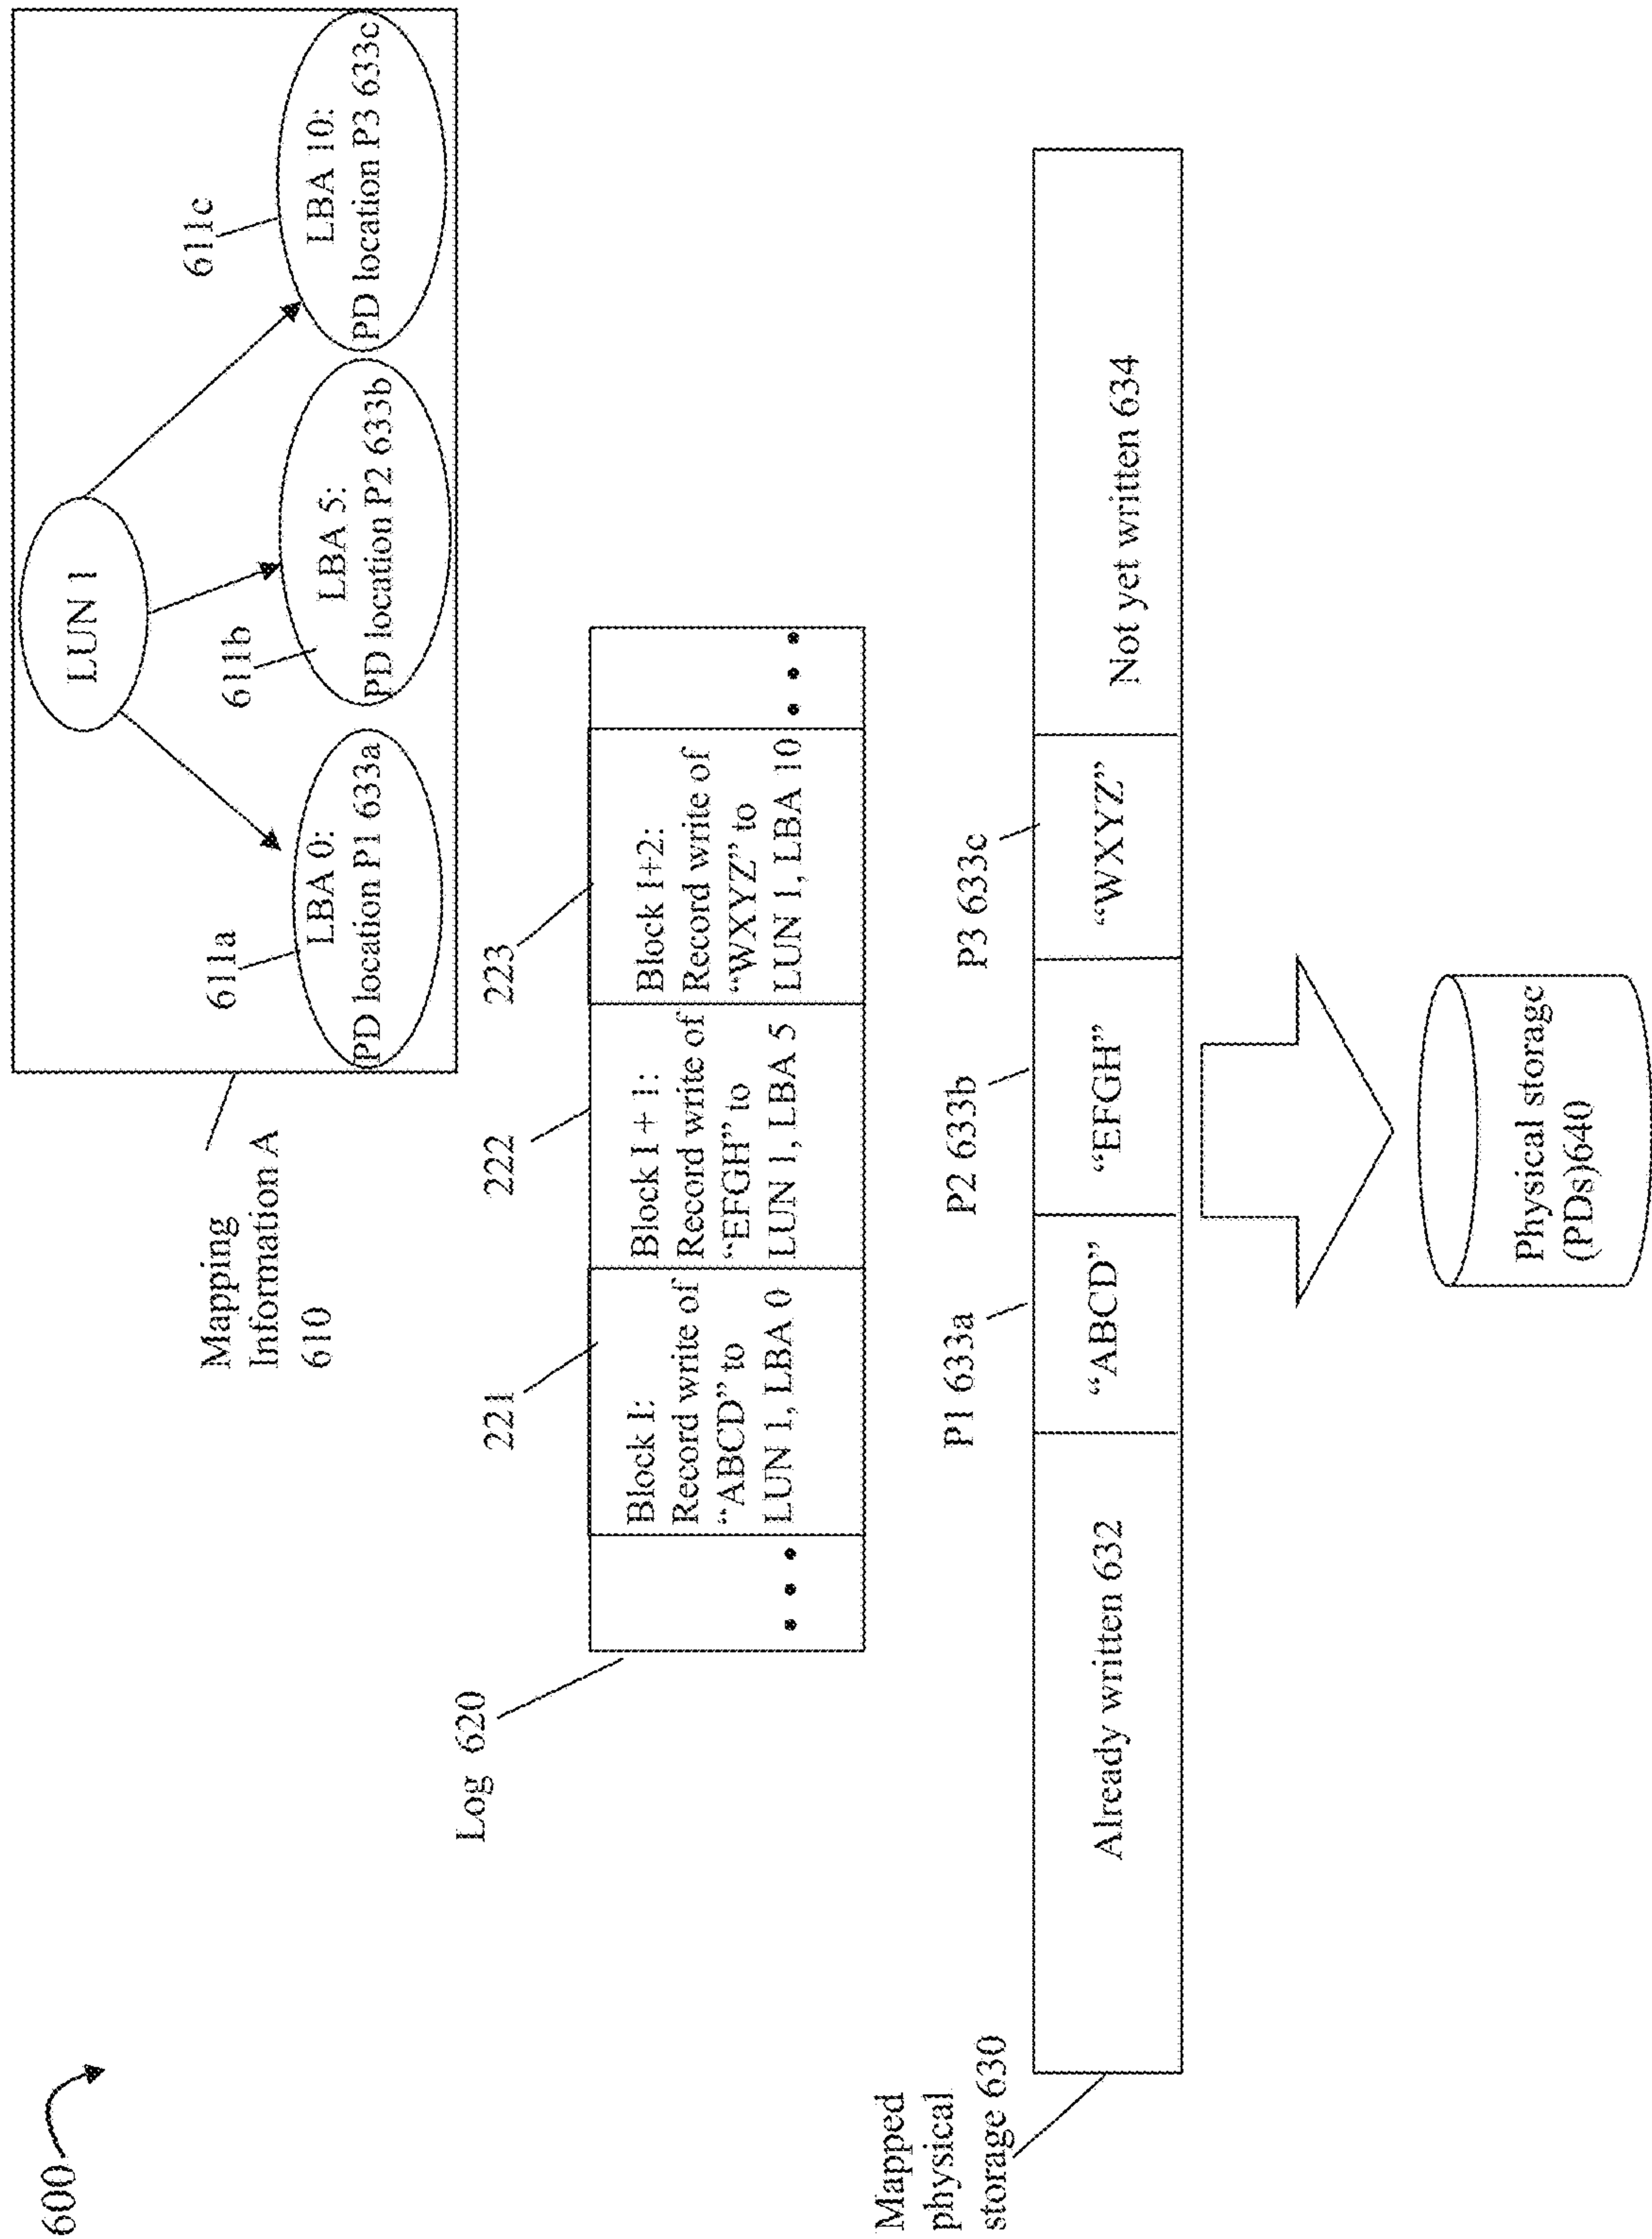 600
LUN 1
611a
LBA 0:
PD location P1 633a
611b
LBA 5:
PD location P2 633b
611c
LBA 10:
PD location P3 633c
Mapping
Information A
610
Log 620
221
222
223
• • •
Block I:
Record write of
“ABCD” to
LUN 1, LBA 0
Block I + 1:
Record write of
“EFGH” to
LUN 1, LBA 5
Block I+2:
Record write of
“WXYZ” to
LUN 1, LBA 10
• • •
Mapped
physical
storage 630
P1 633a
P2 633b
P3 633c
Already written 632
“ABCD”
“EFGH”
“WXYZ”
Not yet written 634
Physical storage
(PDs)640